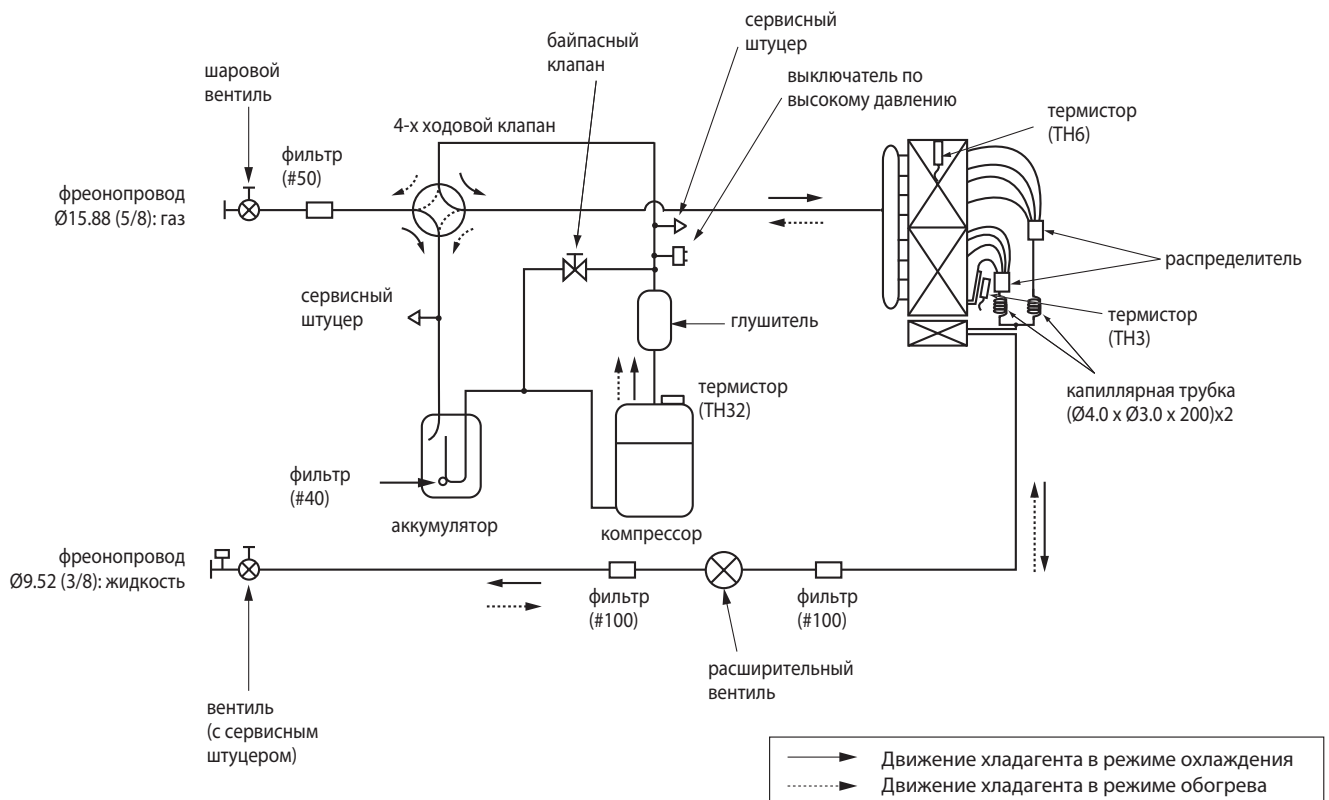 сервисный
штуцер
байпасный
клапан
шаровой
вентиль
выключатель по
высокому давлению
термистор
(TH6)
4-х ходовой клапан
фильтр
(#50)
фреонопровод
Ø15.88 (5/8): газ
распределитель
сервисный
штуцер
глушитель
термистор
(TH3)
термистор
(TH32)
капиллярная трубка
(Ø4.0 x Ø3.0 x 200)x2
фильтр
(#40)
аккумулятор
компрессор
фреонопровод
Ø9.52 (3/8): жидкость
фильтр
(#100)
фильтр
(#100)
расширительный
вентиль
вентиль
(с сервисным
штуцером)
Движение хладагента в режиме охлаждения
Движение хладагента в режиме обогрева